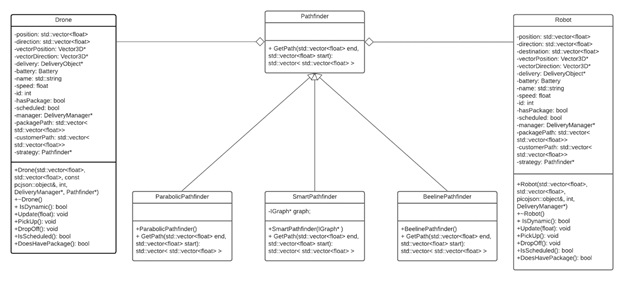 Drone
-position: std::vector<float>
-direction: std::vector<float>
-vectorPosition: Vector3D*
-vectorDirection: Vector3D*
-delivery: DeliveryObject*
-battery: Battery
-name: std::string
-speed: float
-id: int
-hasPackage: bool
-scheduled: bool
-manager: DeliveryManager*
-packagePath: std::vector<
std::vector<float>>
-customerPath: std::vector<
std::vector<float>>
-strategy: Pathfinder*
+Drone(std::vector<float>,
std::vector<float>, const
pcjson::object&, int,
DeliveryManager*, Pathfinder*)
+~Drone()
+ IsDynamic(): bool
+Update(float): void
+PickUp(): void
+DropOff(): void
+IsScheduled(): bool
+DoesHavePackage(): bool
Pathfinder
+ GetPath(std::vector<float> end,
std::vector<float> start):
std::vector< std::vector<float> >
ParabolicPathfinder
+ParabolicPathfinder()
+ GetPath(std::vector<float> end,
std::vector<float> start):
std::vector< std::vector<float> >
SmartPathfinder
-IGraph* graph;
+SmartPathfinder(IGraph* )
+ GetPath(std::vector<float> end,
std::vector<float> start):
std::vector< std::vector<float> >
BeelinePathfinder
+BeelinePathfinder()
+ GetPath(std::vector<float> end,
std::vector<float> start):
std::vector< std::vector<float> >
Robot
-position: std::vector<float>
-direction: std::vector<float>
-destination: std::vector<float>
-vectorPosition: Vector3D*
-vectorDirection: Vector3D*
-delivery: DeliveryObject*
-battery: Battery
-name: std::string
-speed: float
-id: int
-hasPackage: bool
-scheduled: bool
-manager: DeliveryManager*
-packagePath: std::vector<
std::vector<float>>
-customerPath: std::vector<
std::vector<float>>
-strategy: Pathfinder*
+Robot(std::vector<float>,
std::vector<float>, const
picojson::object&, int,
DeliveryManager*)
+~Robot()
+ IsDynamic(): bool
+Update(float): void
+PickUp(): void
+DropOff(): void
+IsScheduled(): bool
+DoesHavePackage(): bool